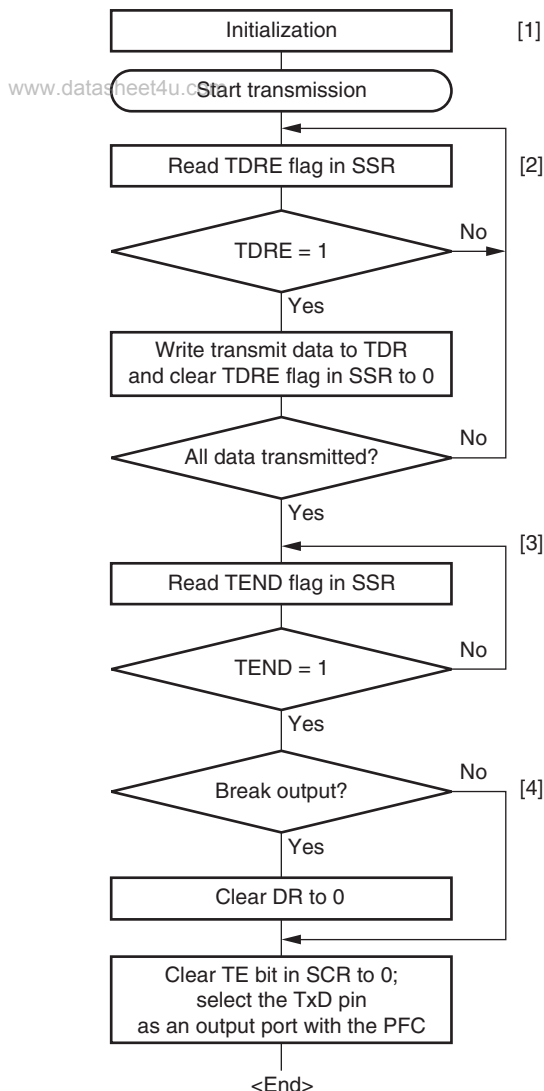 Initialization
[1]
www.datasheet4u.com
Start transmission
Read TDRE flag in SSR
[2]
TDRE = 1
No
Yes
Write transmit data to TDR
and clear TDRE flag in SSR to 0
All data transmitted?
No
Yes
[3]
Read TEND flag in SSR
TEND = 1
No
Yes
Break output?
No
[4]
Yes
Clear DR to 0
Clear TE bit in SCR to 0;
select the TxD pin
as an output port with the PFC
<End>